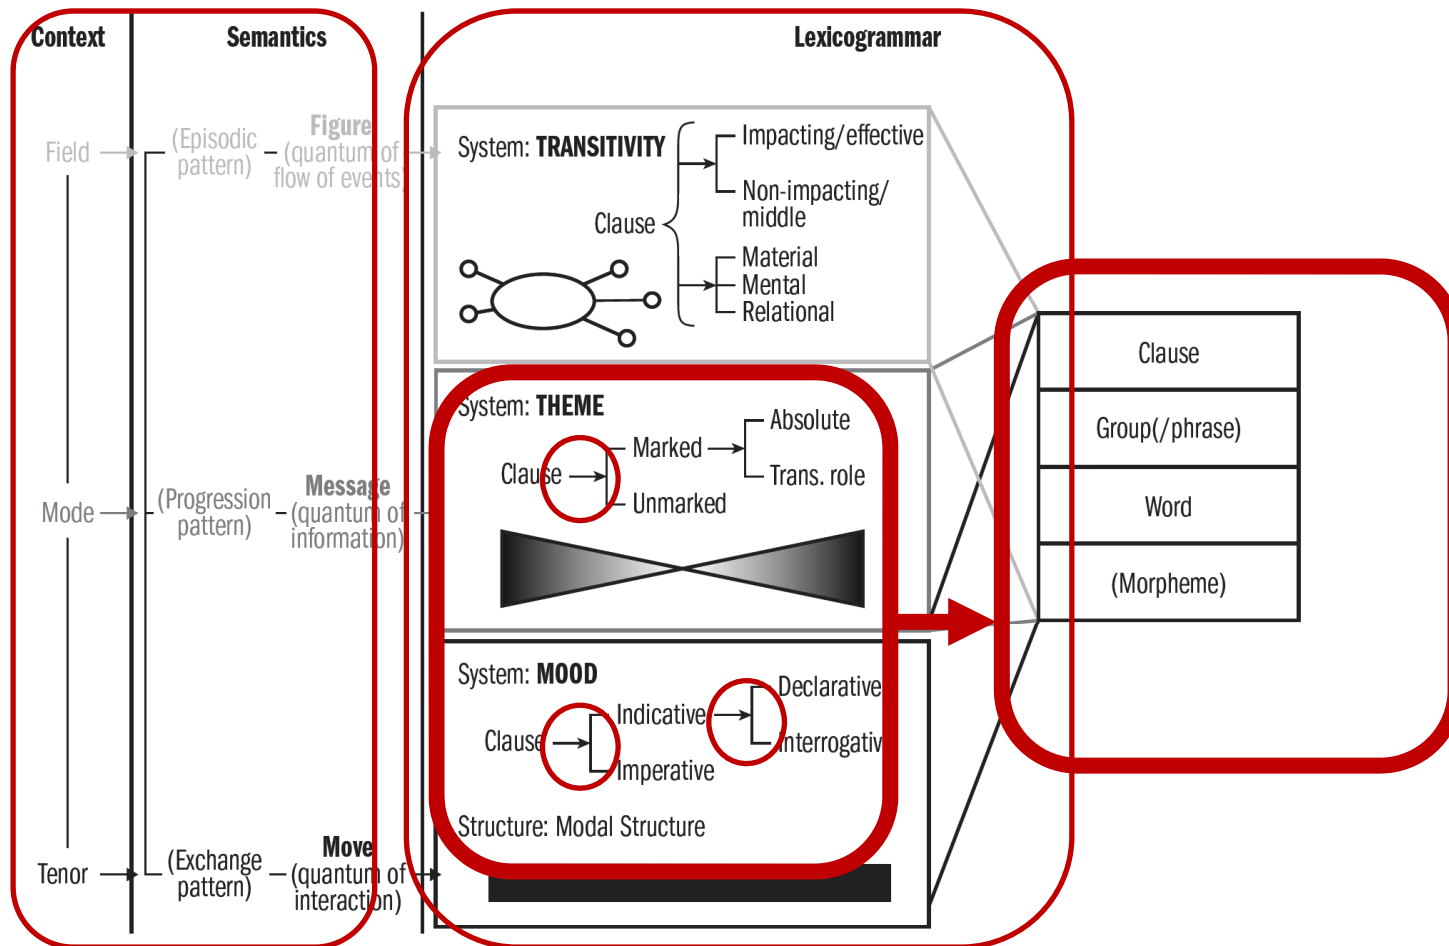 Context
Semantics
Lexicogrammar
Field
(Episodic
pattern)
Figure
(quantum of
flow of events)
System: TRANSITIVITY
Clause
Impacting/effective
Non-impacting/
middle
Material
Mental
Relational
Mode
(Progression
pattern)
Message
(quantum of
information)
System: THEME
Clause
Marked
Unmarked
Absolute
Trans. role
Tenor
(Exchange
pattern)
Move
(quantum of
interaction)
System: MOOD
Clause
Indicative
Imperative
Declarative
Interrogativ
Structure: Modal Structure
Clause
Group(/phrase)
Word
(Morpheme)